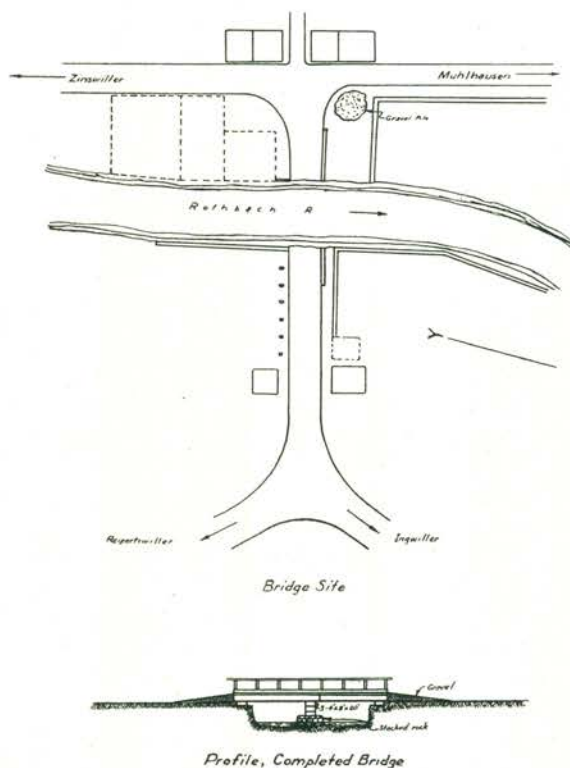 Zinswiller
Muhlhausen
Gravel Pile
Rothbach R
Reipertswiller
Ingwiller
Bridge Site
Gravel
Stacked rock
Profile, Completed Bridge